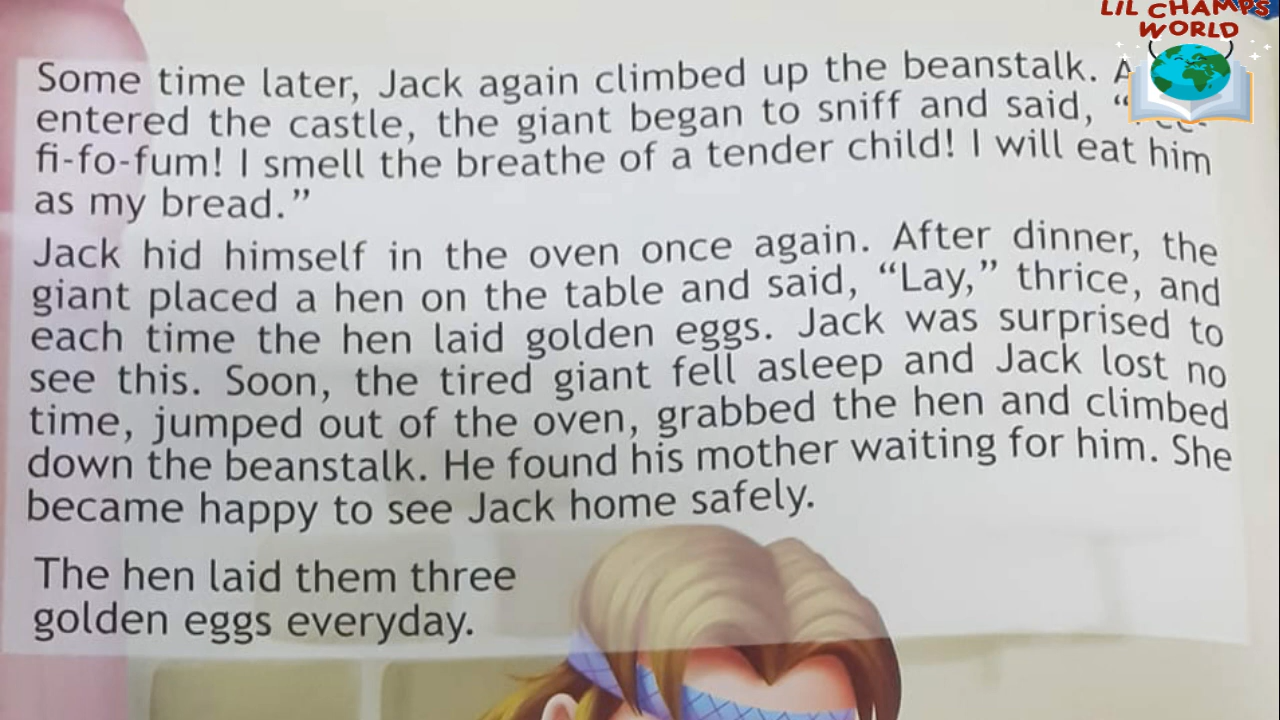 LIL CHAMPS
WORLD
Some time later, Jack again climbed up the beanstalk.
entered the castle, the giant began to sniff and said, “
fi-fo-fum! I smell the breathe of a tender child! I will eat him
as my bread.”
Jack hid himself in the oven once again. After dinner, the
giant placed a hen on the table and said, “Lay,” thrice, and
each time the hen laid golden eggs. Jack was surprised to
see this. Soon, the tired giant fell asleep and Jack lost no
time, jumped out of the oven, grabbed the hen and climbed
down the beanstalk. He found his mother waiting for him. She
became happy to see Jack home safely.
The hen laid them three
golden eggs everyday.